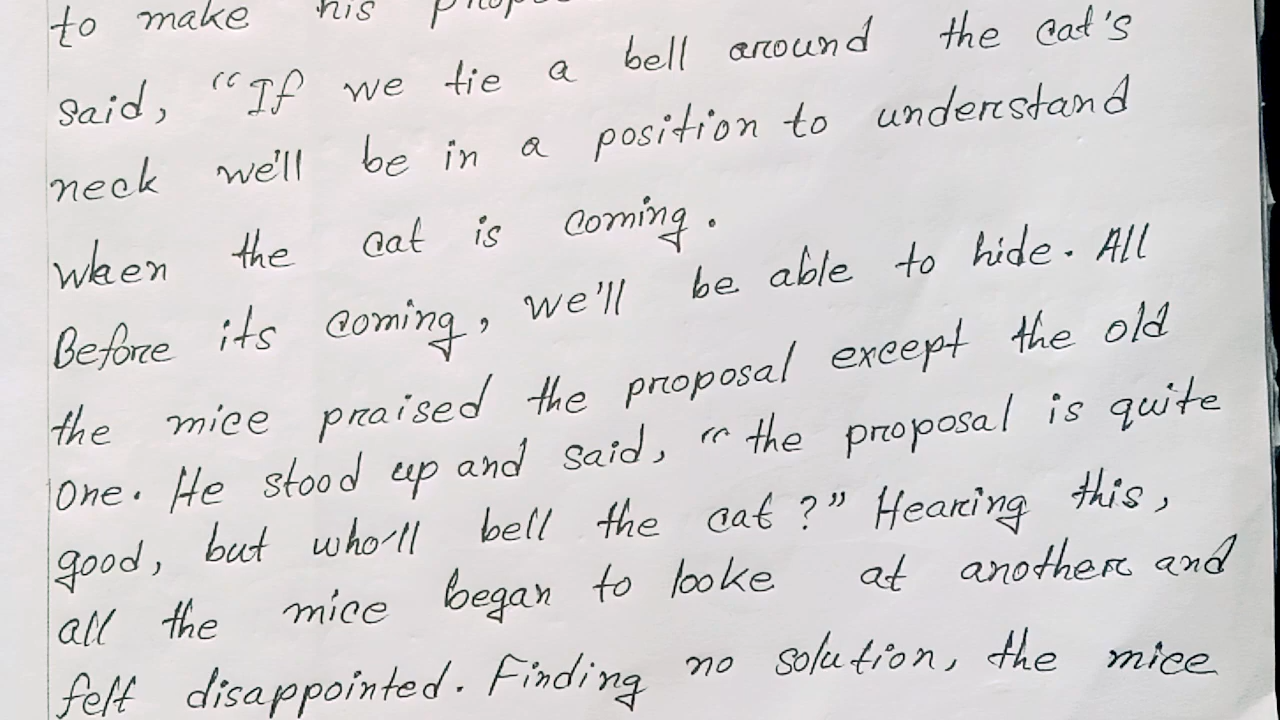 to make his
said, "If we tie a bell around the cat's
neck we'll be in a position to understand
when the cat is coming.
Before its coming, we'll be able to hide. All
the mice praised the proposal except the old
one. He stood up and said, "the proposal is quite
good, but who'll bell the cat?" Hearing this,
all the mice began to looke at another and
felt disappointed. Finding no solution, the mice